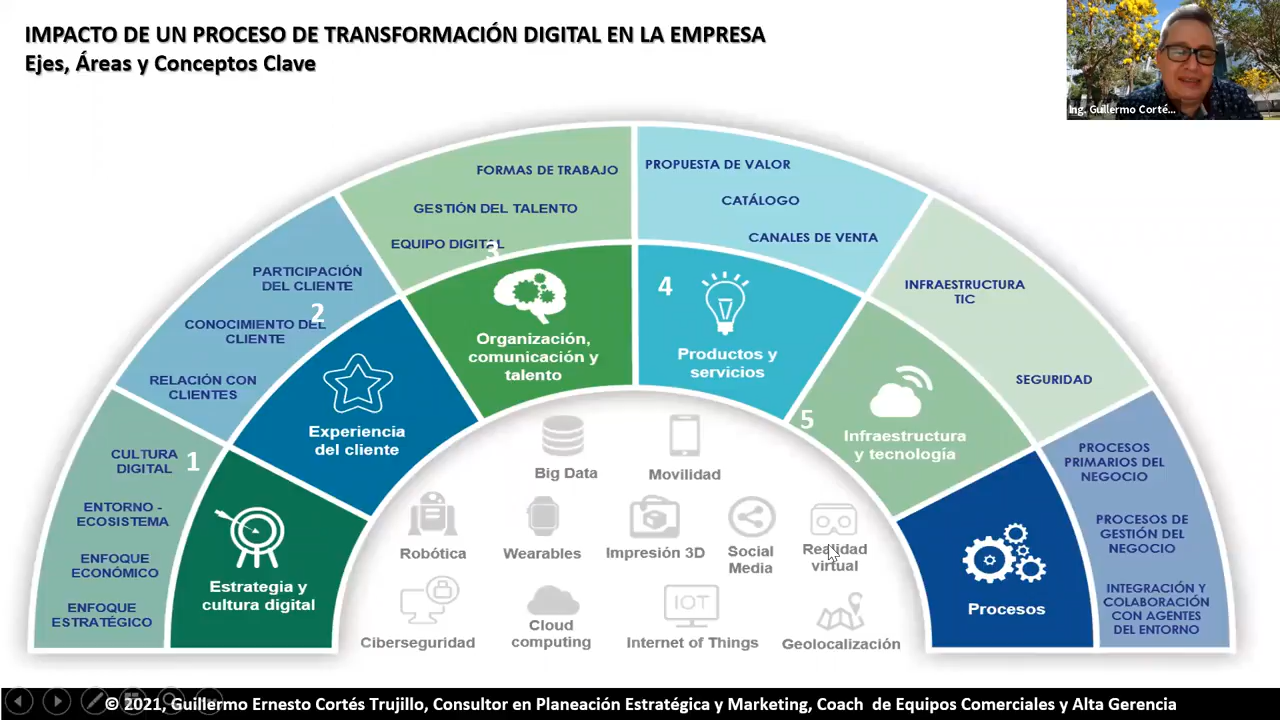 IMPACTO DE UN PROCESO DE TRANSFORMACIÓN DIGITAL EN LA EMPRESA
Ejes, Áreas y Conceptos Clave
Ing. Guillermo Corté...
FORMAS DE TRABAJO
GESTIÓN DEL TALENTO
EQUIPO DIGITAL
3
Organización,
comunicación y
talento
PROPUESTA DE VALOR
CATÁLOGO
CANALES DE VENTA
4
Productos y
servicios
PARTICIPACIÓN
DEL CLIENTE
2
CONOCIMIENTO DEL
CLIENTE
RELACIÓN CON
CLIENTES
Experiencia
del cliente
INFRAESTRUCTURA
TIC
SEGURIDAD
5
Infraestructura
y tecnología
CULTURA
DIGITAL
1
ENTORNO -
ECOSISTEMA
ENFOQUE
ECONÓMICO
ENFOQUE
ESTRATÉGICO
Estrategia y
cultura digital
PROCESOS
PRIMARIOS DEL
NEGOCIO
PROCESOS DE
GESTIÓN DEL
NEGOCIO
INTEGRACIÓN Y
COLABORACIÓN
CON AGENTES
DEL ENTORNO
Procesos
Big Data
Movilidad
Robótica
Wearables
Impresión 3D
Social
Media
Realidad
virtual
Ciberseguridad
Cloud
computing
IOT
Internet of Things
Geolocalización
© 2021, Guillermo Ernesto Cortés Trujillo, Consultor en Planeación Estratégica y Marketing, Coach de Equipos Comerciales y Alta Gerencia